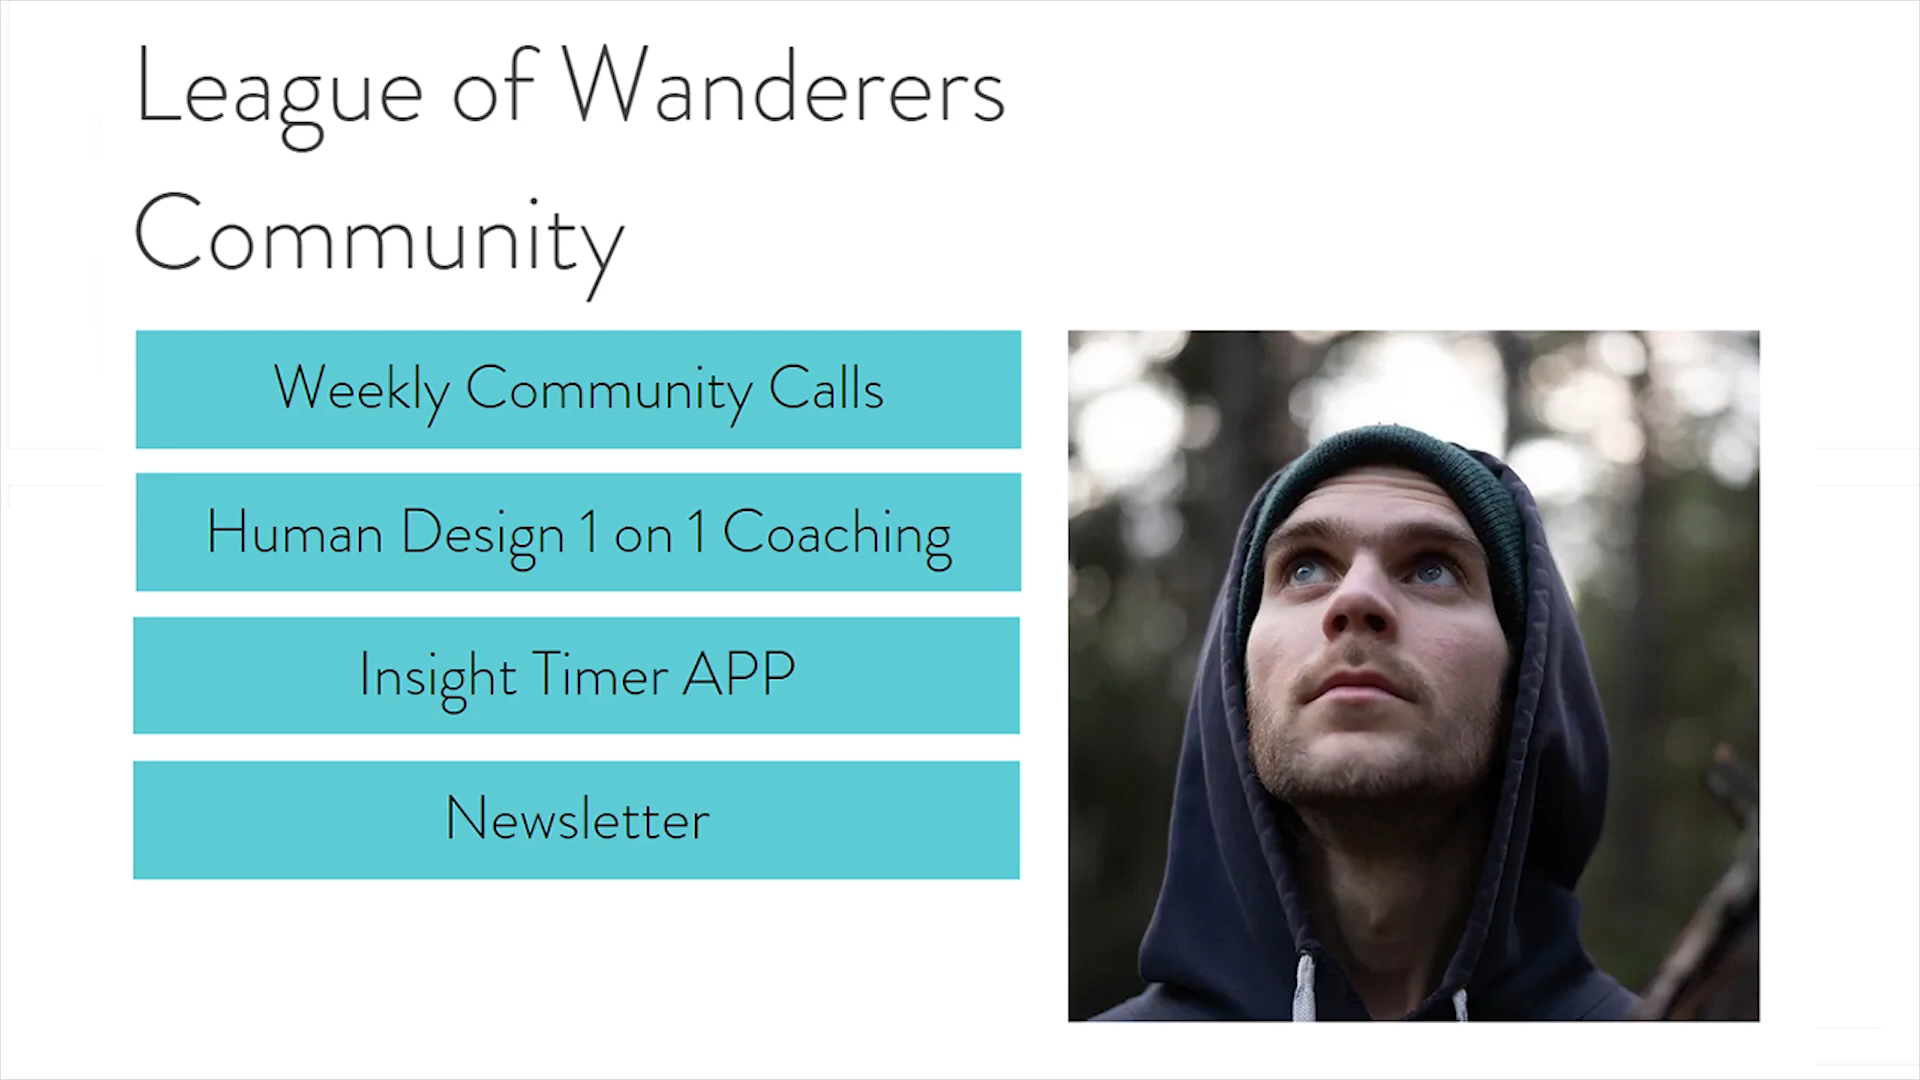 League of Wanderers
Community
Weekly Community Calls
Human Design 1 on 1 Coaching
Insight Timer APP
Newsletter